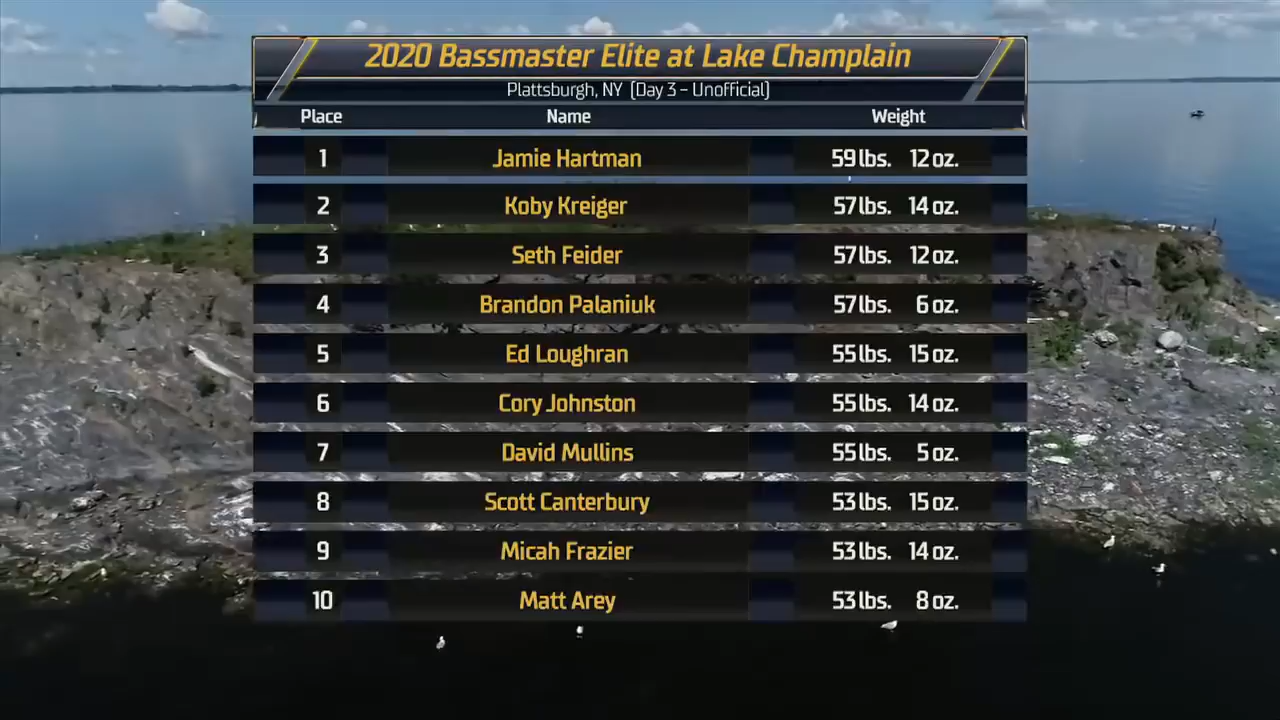 2020 Bassmaster Elite at Lake Champlain
Plattsburgh, NY (Day 3 - Unofficial)
Place Name Weight
1 Jamie Hartman 59 lbs. 12 oz.
2 Koby Kreiger 57 lbs. 14 oz.
3 Seth Feider 57 lbs. 12 oz.
4 Brandon Palaniuk 57 lbs. 6 oz.
5 Ed Loughran 55 lbs. 15 oz.
6 Cory Johnston 55 lbs. 14 oz.
7 David Mullins 55 lbs. 5 oz.
8 Scott Canterbury 53 lbs. 15 oz.
9 Micah Frazier 53 lbs. 14 oz.
10 Matt Arey 53 lbs. 8 oz.